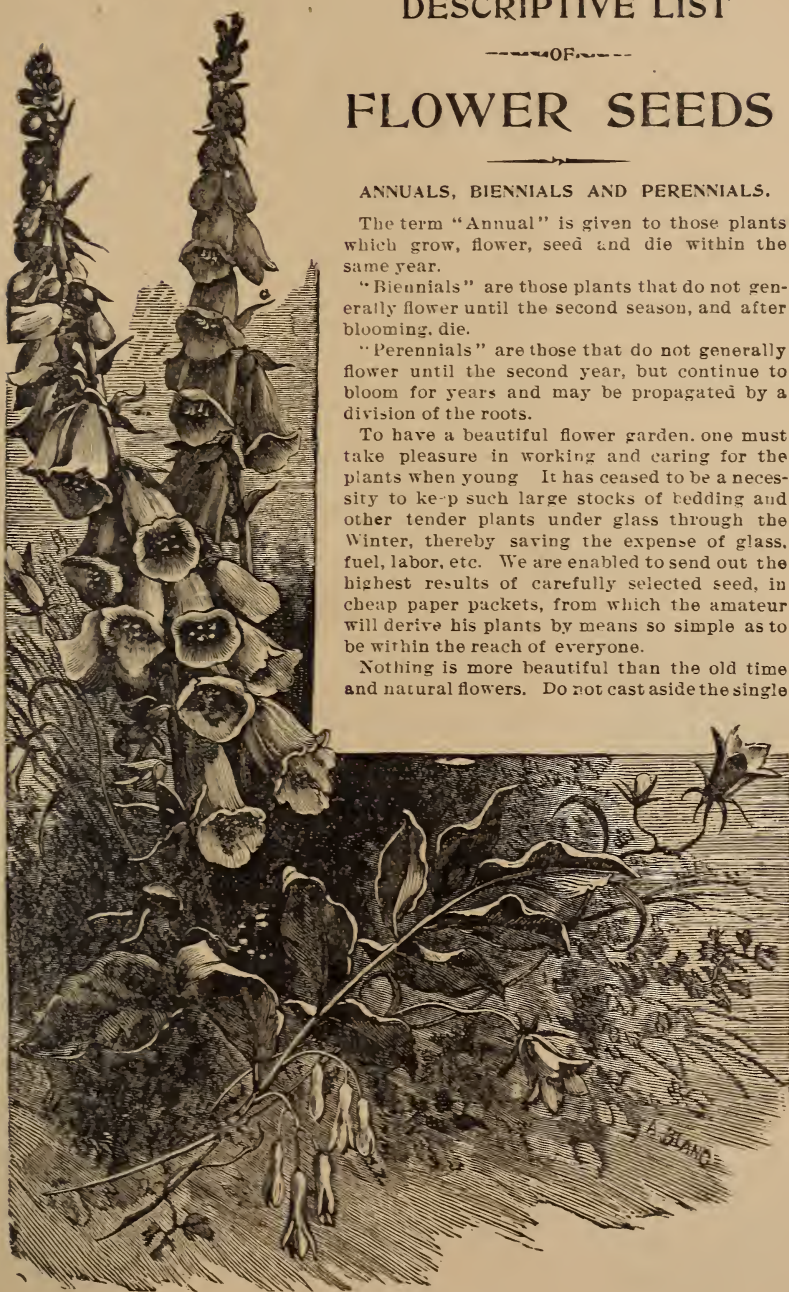 DESCRIPTIVE LIST
OF
FLOWER SEEDS
ANNUALS, BIENNIALS AND PERENNIALS.
The term "Annual" is given to those plants
which grow, flower, seed and die within the
same year.
"Biennials" are those plants that do not gen-
erally flower until the second season, and after
blooming, die.
"Perennials" are those that do not generally
flower until the second year, but continue to
bloom for years and may be propagated by a
division of the roots.
To have a beautiful flower garden. one must
take pleasure in working and caring for the
plants when young It has ceased to be a neces-
sity to keep such large stocks of bedding and
other tender plants under glass through the
Winter, thereby saving the expense of glass,
fuel, labor, etc. We are enabled to send out the
highest results of carefully selected seed, in
cheap paper packets, from which the amateur
will derive his plants by means so simple as to
be within the reach of everyone.
Nothing is more beautiful than the old time
and natural flowers. Do not cast aside the single
A. BLANC